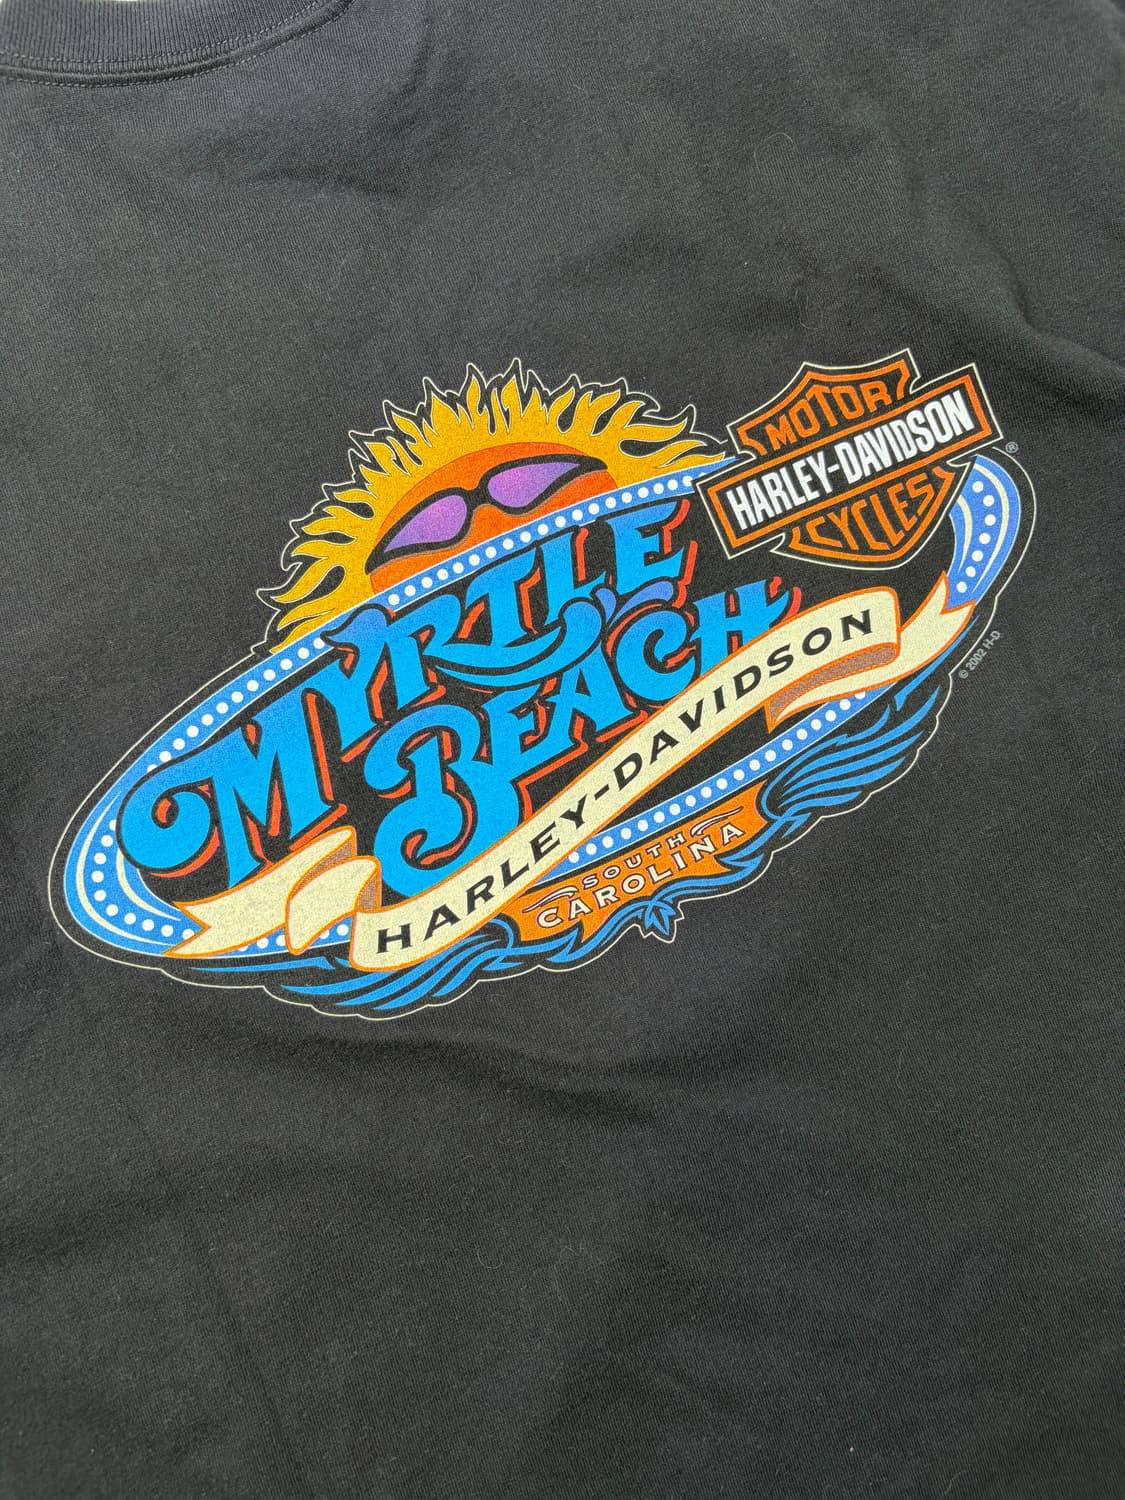 MOTOR
HARLEY-DAVIDSON
CYCLES
®
MYRTLE
BEACH
HARLEY-DAVIDSON
SOUTH
CAROLINA
© 2002 H-D